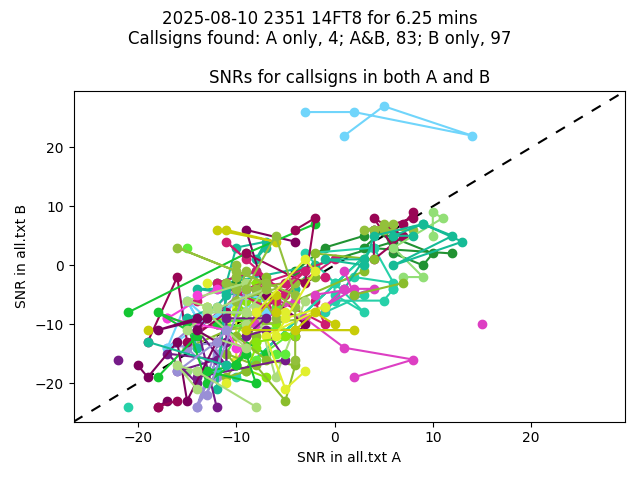 2025-08-10 2351 14FT8 for 6.25 mins
Callsigns found: A only, 4; A&B, 83; B only, 97
SNRs for callsigns in both A and B
SNR in all.txt B
20
10
0
−10
−20
−20 −10 0 10 20
SNR in all.txt A